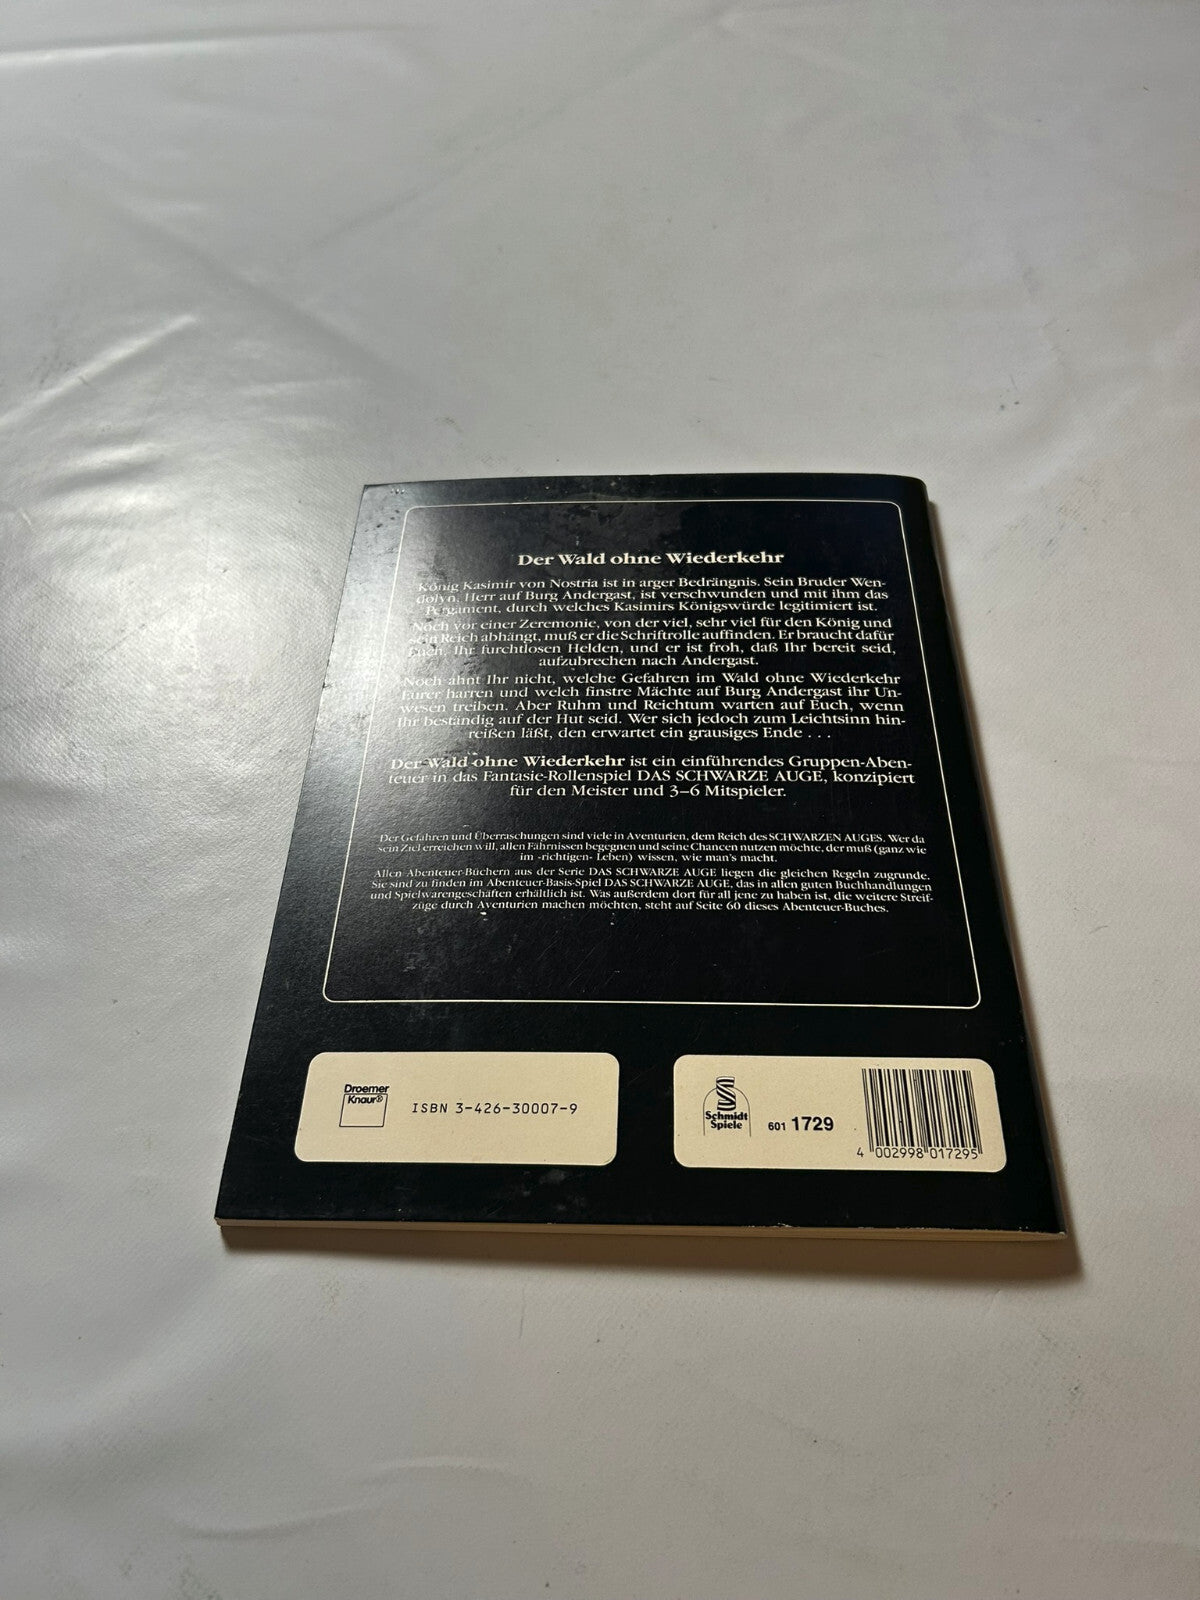 Der Wald ohne Wiederkehr
König Kasimir von Nostria ist in arger Bedrängnis. Sein Bruder Wen-
dolyn, Herr auf Burg Andergast, ist verschwunden und mit ihm das
Pergament, durch welches Kasimirs Königswürde legitimiert ist.
Noch vor einer Zeremonie, von der viel, sehr viel für den König und
sein Reich abhängt, muß er die Schriftrolle auffinden. Er braucht dafür
Euch, Ihr furchtlosen Helden, und er ist froh, daß Ihr bereit seid,
aufzubrechen nach Andergast.
Noch ahnt Ihr nicht, welche Gefahren im Wald ohne Wiederkehr
Eurer harren und welch finstre Mächte auf Burg Andergast ihr Un-
wesen treiben. Aber Ruhm und Reichtum warten auf Euch, wenn
Ihr beständig auf der Hut seid. Wer sich jedoch zum Leichtsinn hin-
reißen läßt, den erwartet ein grausiges Ende . . .
Der Wald ohne Wiederkehr ist ein einführendes Gruppen-Aben-
teuer in das Fantasie-Rollenspiel DAS SCHWARZE AUGE, konzipiert
für den Meister und 3–6 Mitspieler.
Der Gefahren und Überraschungen sind viele in Aventurien, dem Reich des SCHWARZEN AUGES. Wer da
sein Ziel erreichen will, allen Fährnissen begegnen und seine Chancen nutzen möchte, der muß (ganz wie
im ›richtigen‹ Leben) wissen, wie man's macht.
Allen Abenteuer-Büchern aus der Serie DAS SCHWARZE AUGE liegen die gleichen Regeln zugrunde.
Sie sind zu finden im Abenteuer-Basis-Spiel DAS SCHWARZE AUGE, das in allen guten Buchhandlungen
und Spielwarengeschäften erhältlich ist. Was außerdem dort für all jene zu haben ist, die weitere Streif-
züge durch Aventurien machen möchten, steht auf Seite 60 dieses Abenteuer-Buches.
Droemer
Knaur®
ISBN 3-426-30007-9
Schmidt
Spiele
601 1729
4 002998 017295